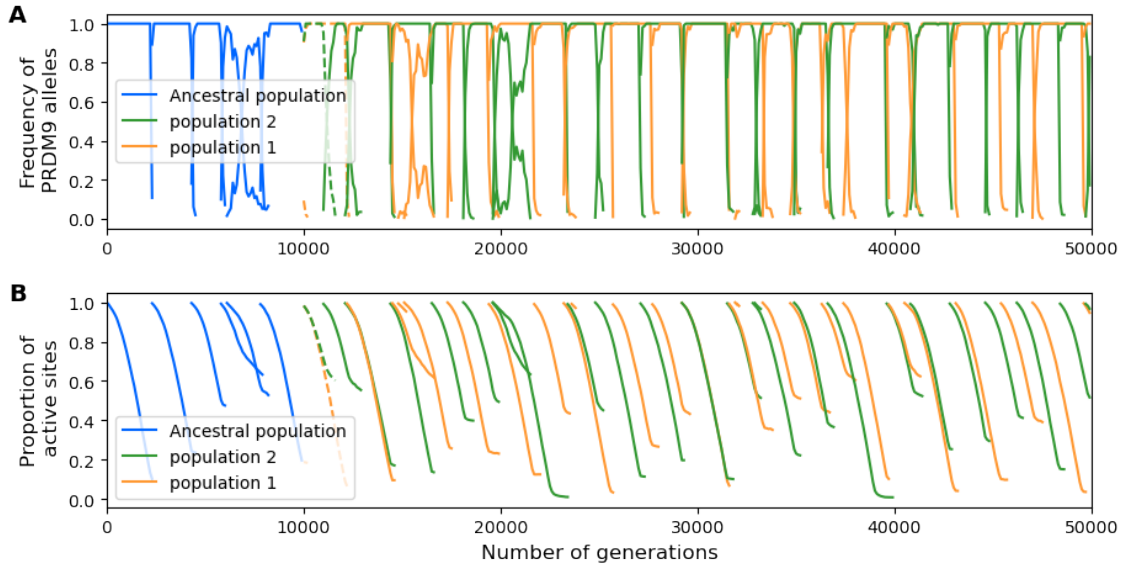 A
Frequency of
PRDM9 alleles
1.0
0.8
0.6
0.4
0.2
0.0
Ancestral population
population 2
population 1
0 10000 20000 30000 40000 50000
B
Proportion of
active sites
1.0
0.8
0.6
0.4
0.2
0.0
Ancestral population
population 2
population 1
0 10000 20000 30000 40000 50000
Number of generations